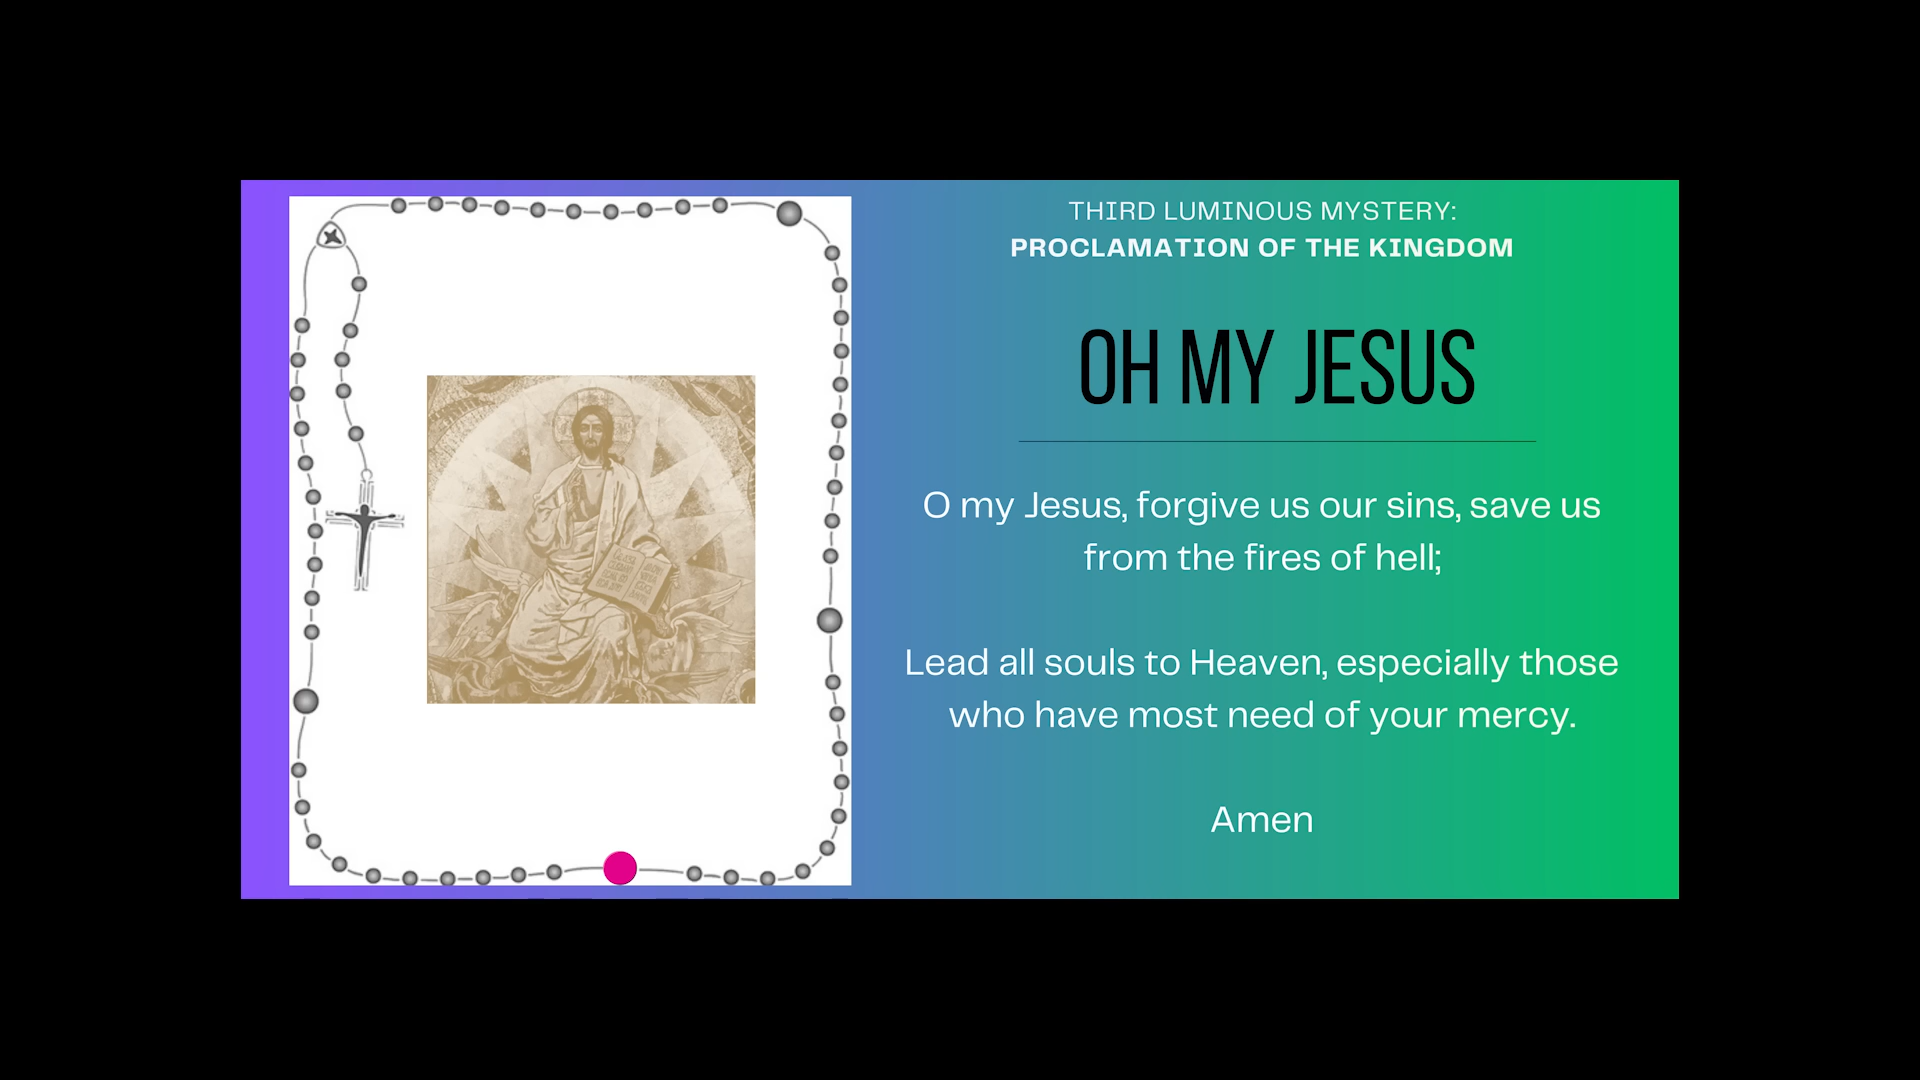 THIRD LUMINOUS MYSTERY:
PROCLAMATION OF THE KINGDOM
OH MY JESUS
O my Jesus, forgive us our sins, save us
from the fires of hell;
Lead all souls to Heaven, especially those
who have most need of your mercy.
Amen